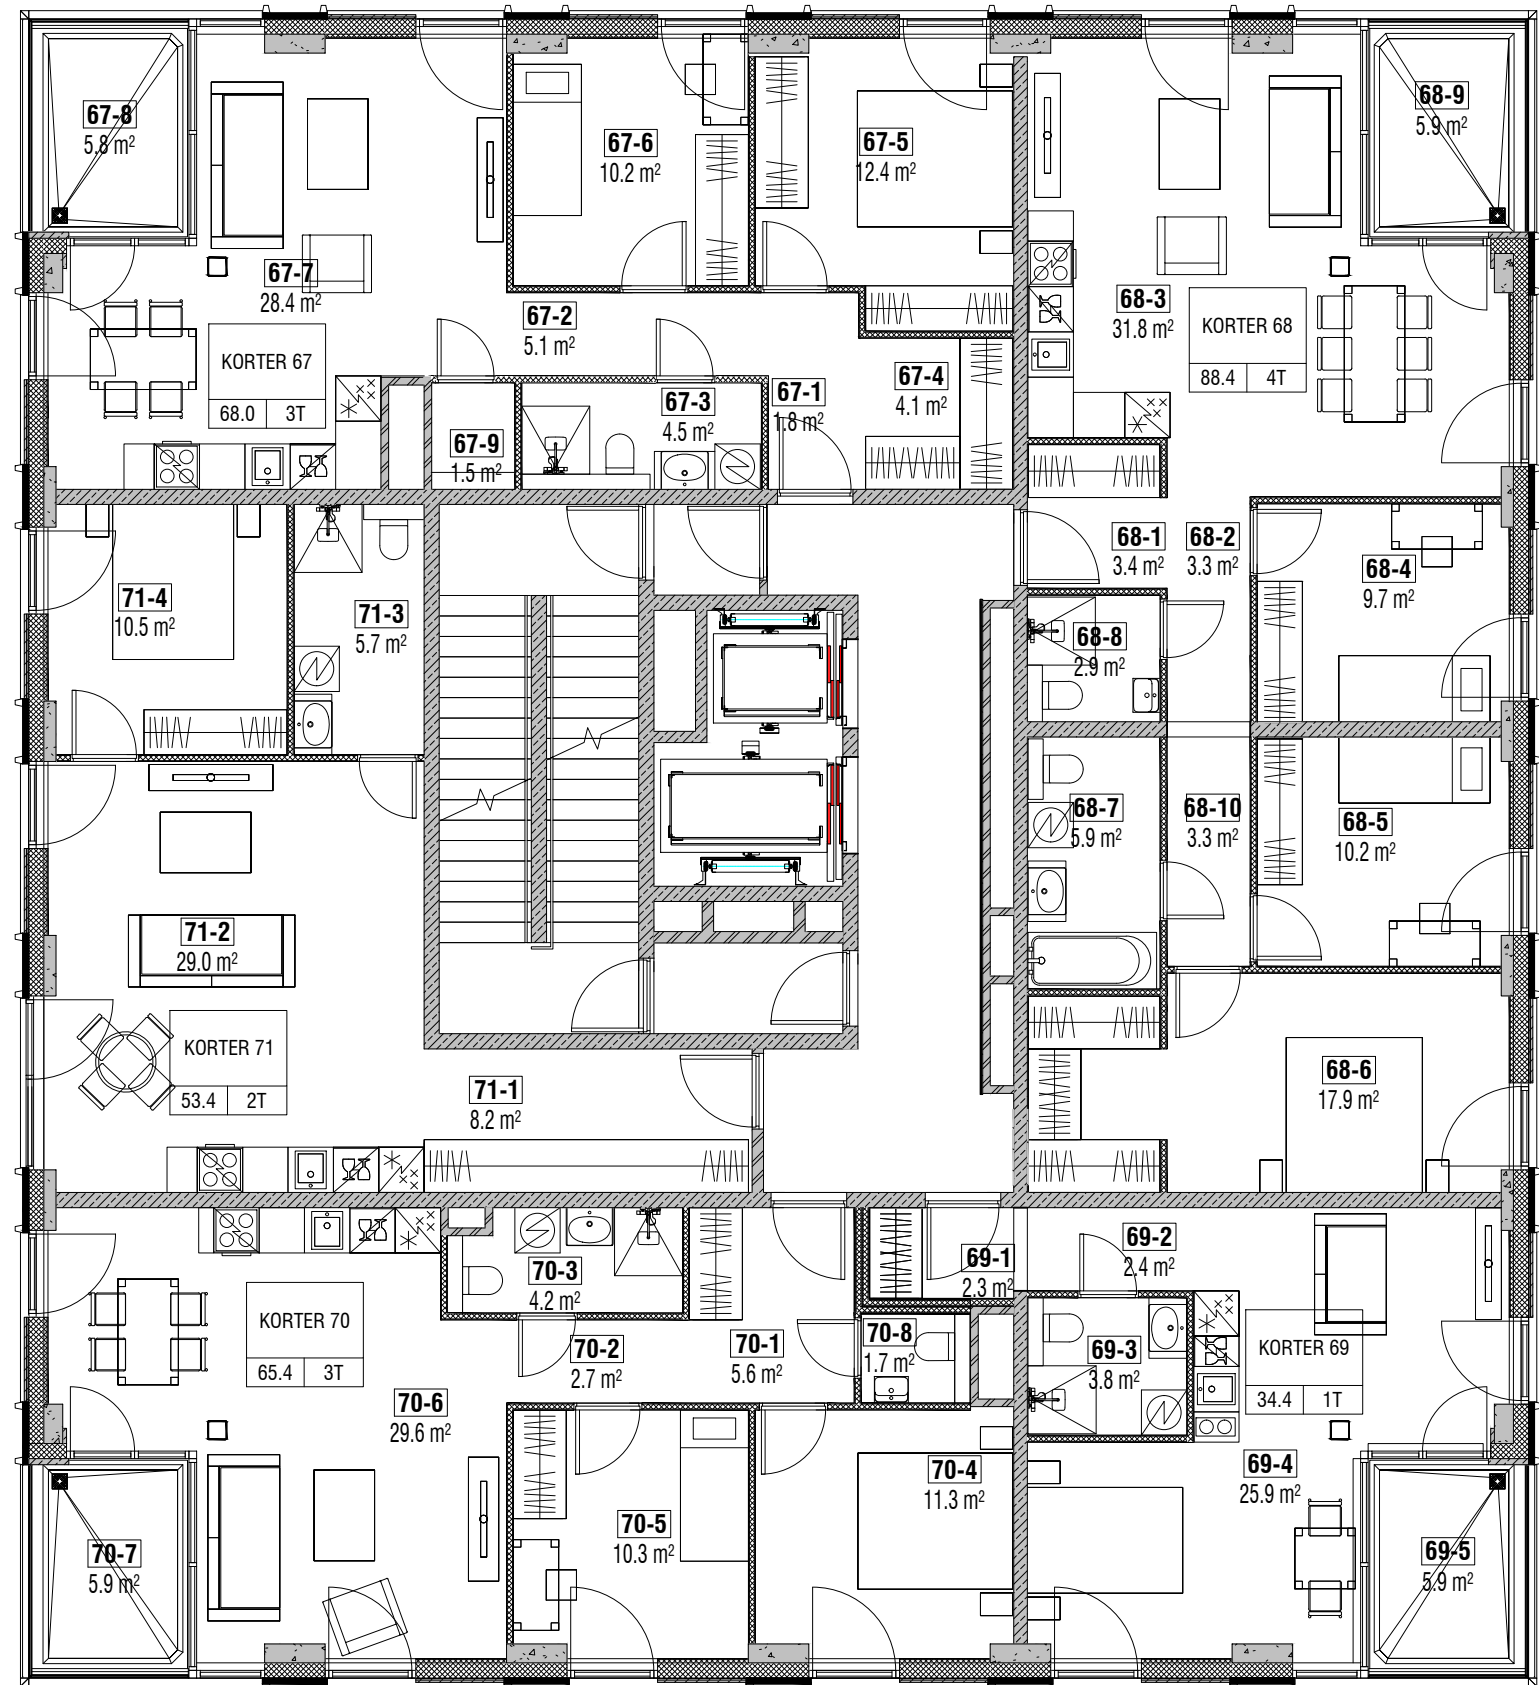 67-8
5.8 m²
67-6
10.2 m²
67-5
12.4 m²
68-9
5.9 m²
67-7
28.4 m²
67-2
5.1 m²
68-3
31.8 m²
KORTER 68
88.4 4T
KORTER 67
68.0 3T
67-9
1.5 m²
67-3
4.5 m²
67-1
1.8 m²
67-4
4.1 m²
68-1
3.4 m²
68-2
3.3 m²
68-4
9.7 m²
71-4
10.5 m²
71-3
5.7 m²
68-8
2.9 m²
68-7
5.9 m²
68-10
3.3 m²
68-5
10.2 m²
71-2
29.0 m²
KORTER 71
53.4 2T
71-1
8.2 m²
68-6
17.9 m²
70-3
4.2 m²
69-1
2.3 m²
69-2
2.4 m²
KORTER 70
65.4 3T
70-2
2.7 m²
70-1
5.6 m²
70-8
1.7 m²
69-3
3.8 m²
KORTER 69
34.4 1T
70-6
29.6 m²
70-4
11.3 m²
69-4
25.9 m²
70-7
5.9 m²
70-5
10.3 m²
69-5
5.9 m²